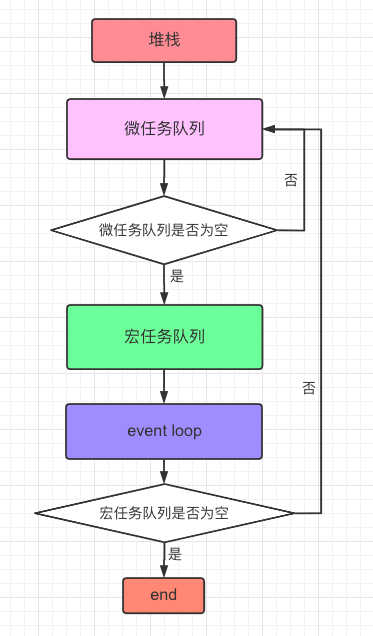 堆栈
微任务队列
否
微任务队列是否为空
是
宏任务队列
否
event loop
宏任务队列是否为空
是
end